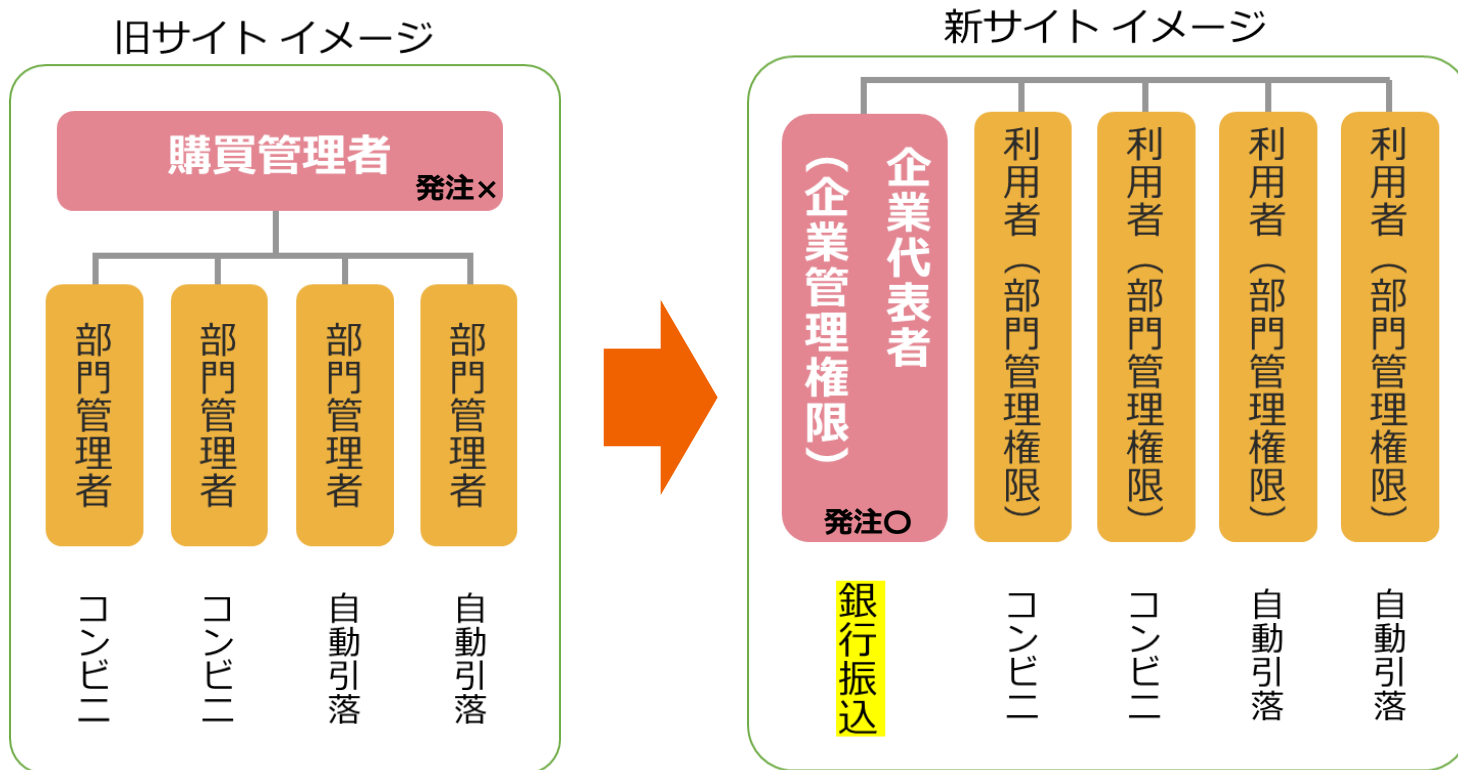 旧サイト イメージ
購買管理者
発注×
部門管理者
部門管理者
部門管理者
部門管理者
コンビニ
コンビニ
自動引落
自動引落
新サイト イメージ
企業代表者
（企業管理権限）
発注〇
利用者（部門管理権限）
利用者（部門管理権限）
利用者（部門管理権限）
利用者（部門管理権限）
銀行振込
コンビニ
コンビニ
自動引落
自動引落